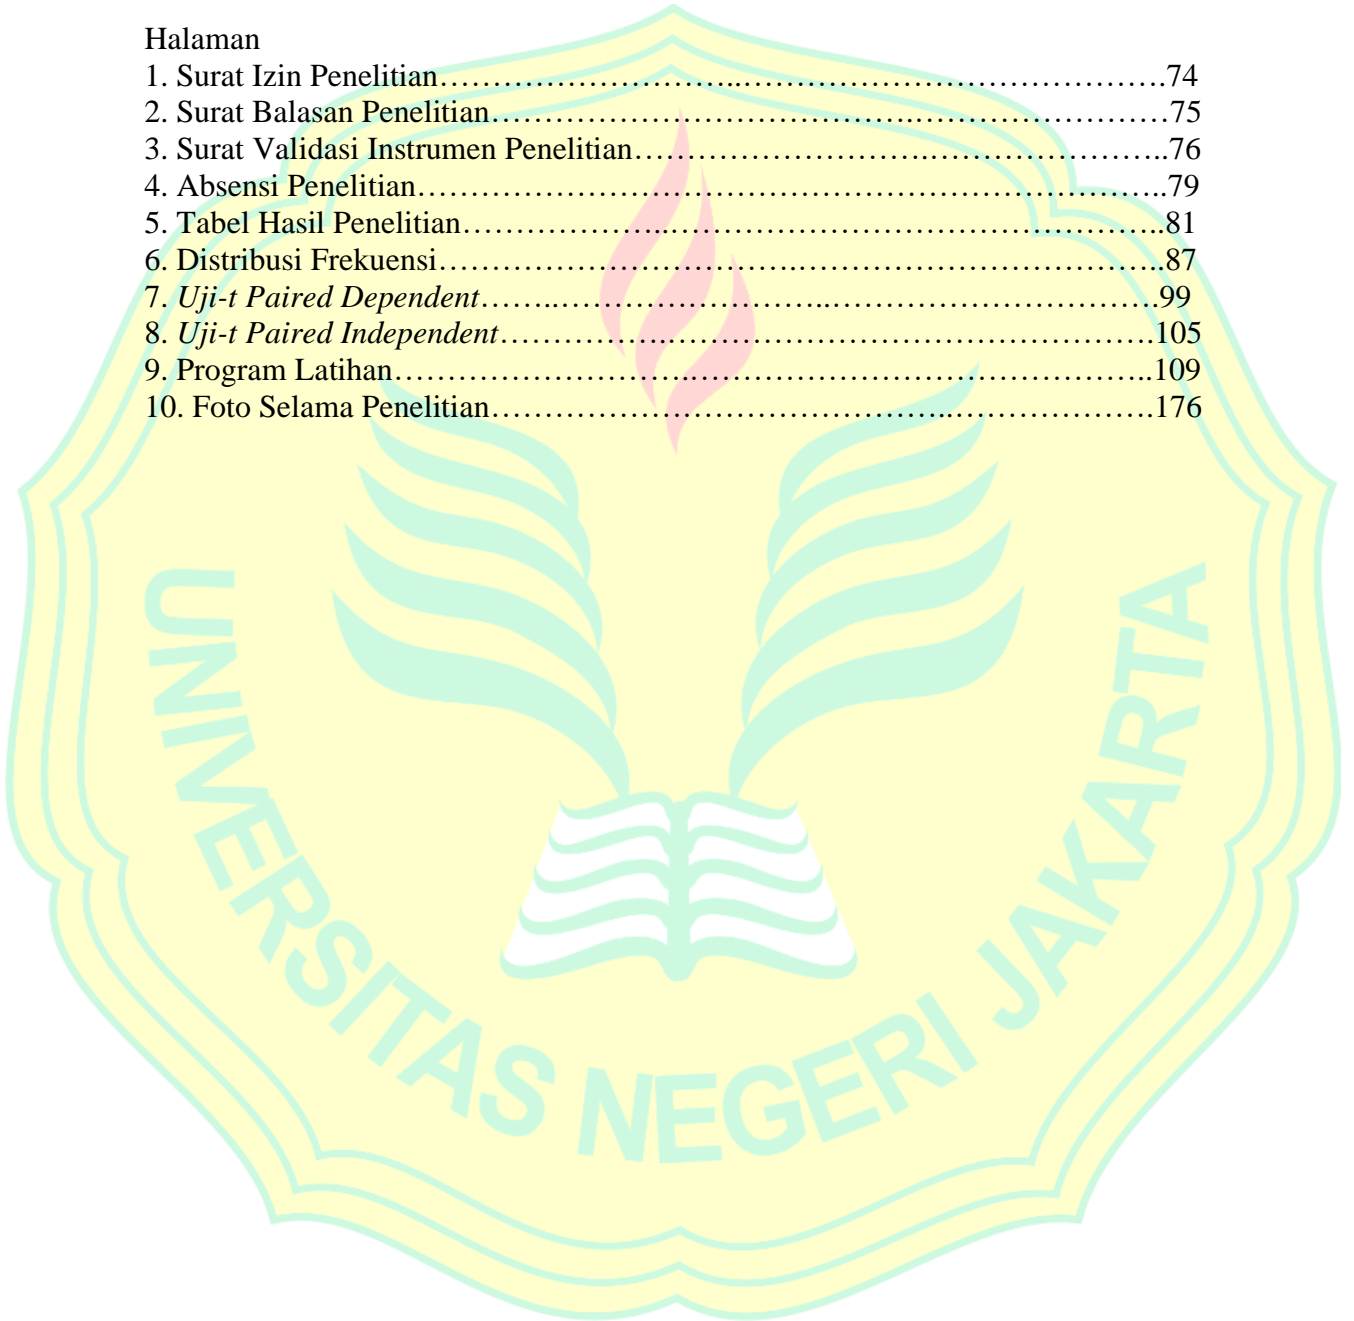 Halaman
1. Surat Izin Penelitian……………………...………………………………….74
2. Surat Balasan Penelitian………………………………….……………………75
3. Surat Validasi Instrumen Penelitian……………………….…………………..76
4. Absensi Penelitian……………………………………………………………..79
5. Tabel Hasil Penelitian………………..………………………………………..81
6. Distribusi Frekuensi…………………………….……………………………..87
7. Uji-t Paired Dependent……..……………………..………………………….99
8. Uji-t Paired Independent……………..……………………………………….105
9. Program Latihan……………………….……………………………………..109
10. Foto Selama Penelitian……………………………………..……………….176
UNIVERSITAS NEGERI JAKARTA